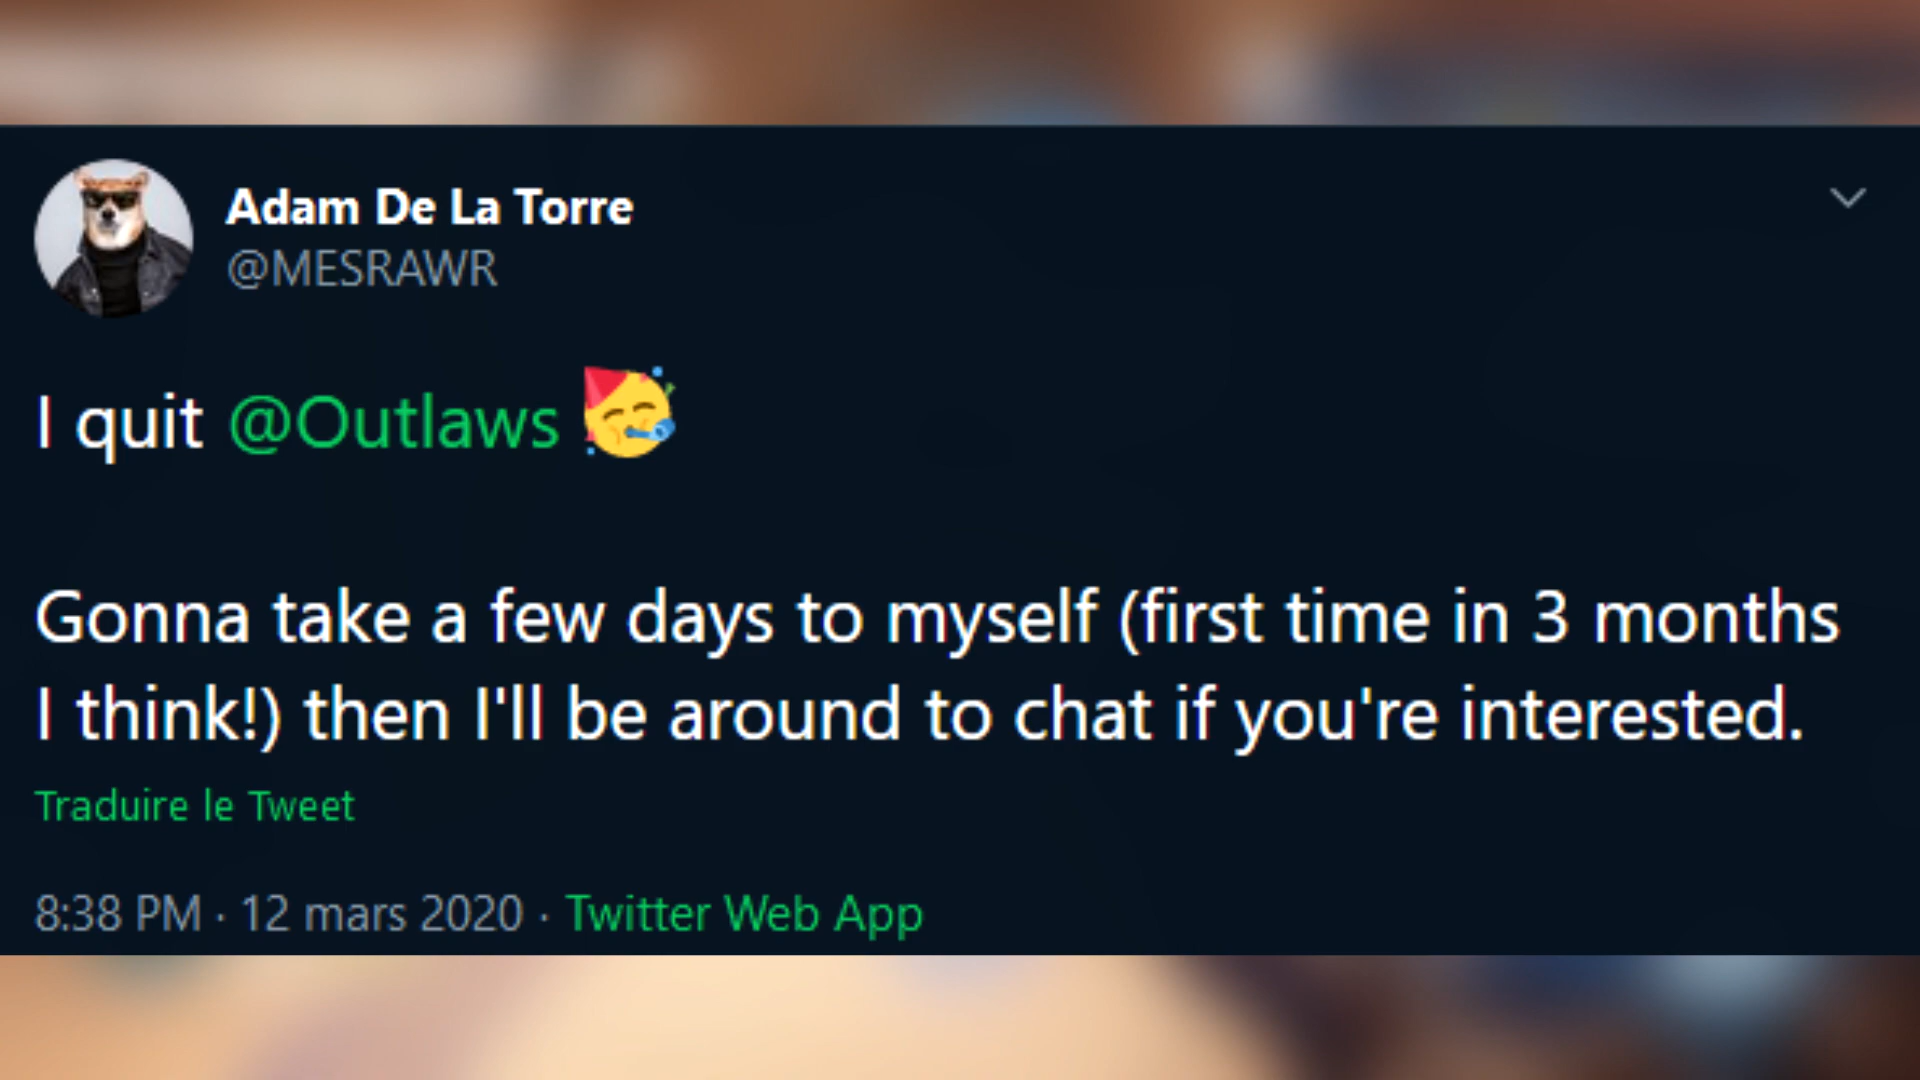 Adam De La Torre
@MESRAWR
I quit @Outlaws 🥳
Gonna take a few days to myself (first time in 3 months
I think!) then I'll be around to chat if you're interested.
Traduire le Tweet
8:38 PM · 12 mars 2020 · Twitter Web App